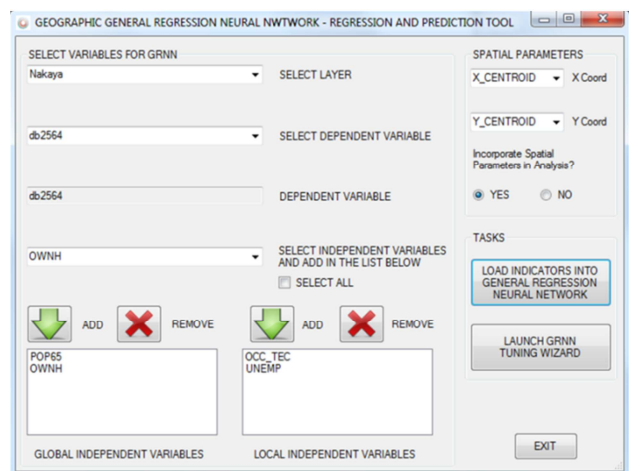 GEOGRAPHIC GENERAL REGRESSION NEURAL NWTWORK - REGRESSION AND PREDICTION TOOL
SELECT VARIABLES FOR GRNN
Nakaya
SELECT LAYER
db2564
SELECT DEPENDENT VARIABLE
db2564
DEPENDENT VARIABLE
OWNH
SELECT INDEPENDENT VARIABLES
AND ADD IN THE LIST BELOW
SELECT ALL
ADD
REMOVE
ADD
REMOVE
POP65
OWNH
OCC_TEC
UNEMP
GLOBAL INDEPENDENT VARIABLES
LOCAL INDEPENDENT VARIABLES
SPATIAL PARAMETERS
X_CENTROID
X Coord
Y_CENTROID
Y Coord
Incorporate Spatial
Parameters in Analysis?
YES
NO
TASKS
LOAD INDICATORS INTO
GENERAL REGRESSION
NEURAL NETWORK
LAUNCH GRNN
TUNING WIZARD
EXIT